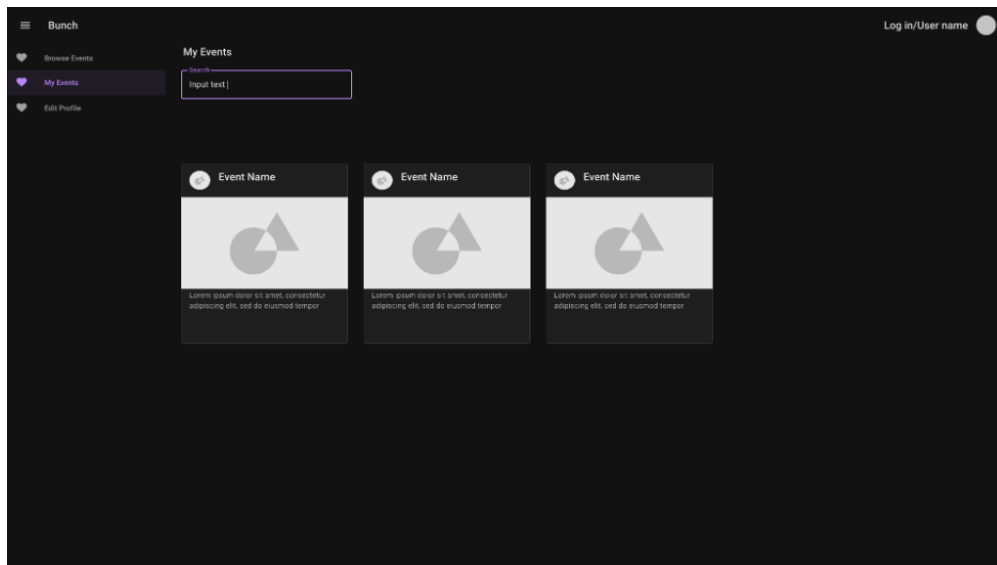 Bunch
Log in/User name
Browse Events
My Events
Edit Profile
My Events
Search
Input text
Event Name
Lorem ipsum dolor sit amet, consectetur
adipiscing elit, sed do eiusmod tempor
Event Name
Lorem ipsum dolor sit amet, consectetur
adipiscing elit, sed do eiusmod tempor
Event Name
Lorem ipsum dolor sit amet, consectetur
adipiscing elit, sed do eiusmod tempor